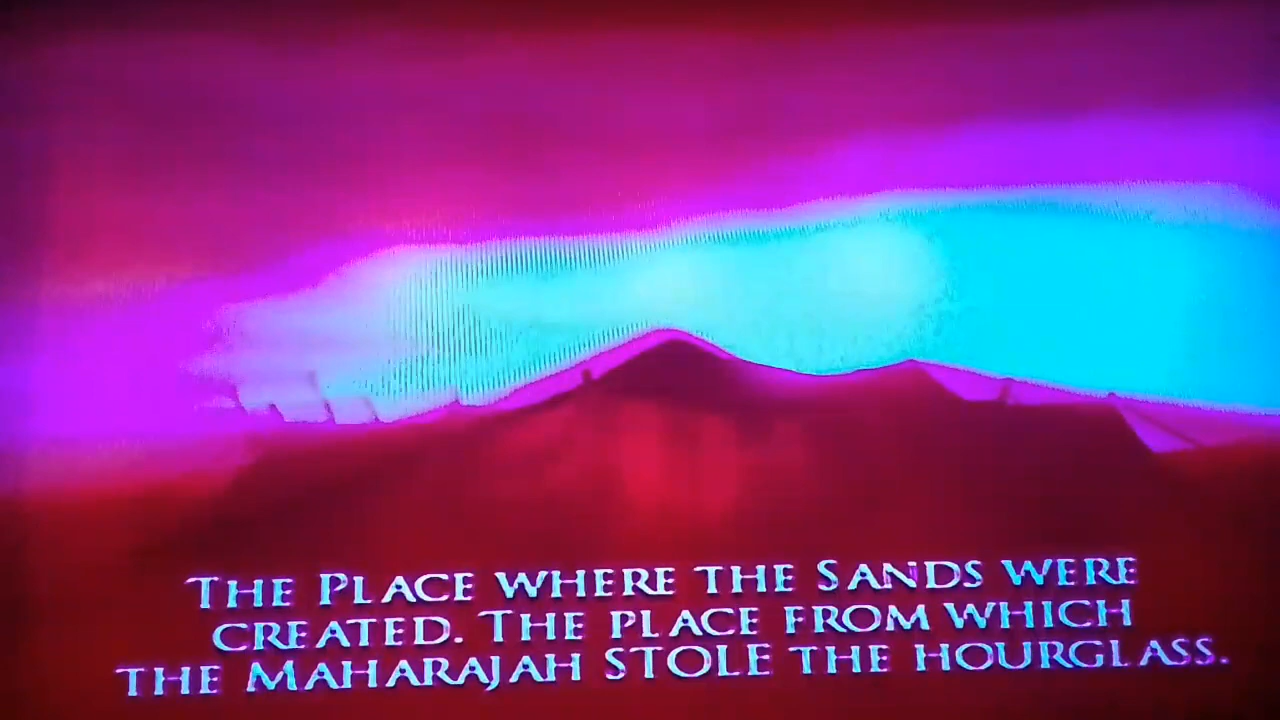 THE PLACE WHERE THE SANDS WERE
CREATED. THE PLACE FROM WHICH
THE MAHARAJAH STOLE THE HOURGLASS.